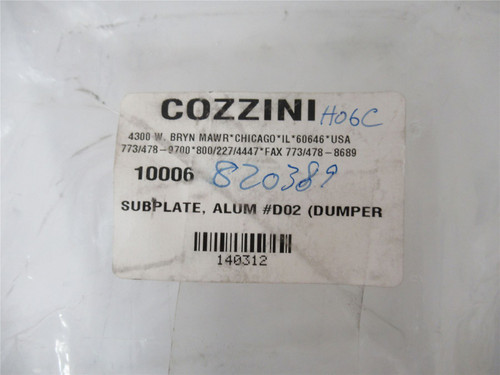 COZZINI H06C
4300 W. BRYN MAWR*CHICAGO*IL*60646*USA
773/478-9700*800/227/4447*FAX 773/478-8689
10006 820389
SUBPLATE, ALUM #D02 (DUMPER
140312